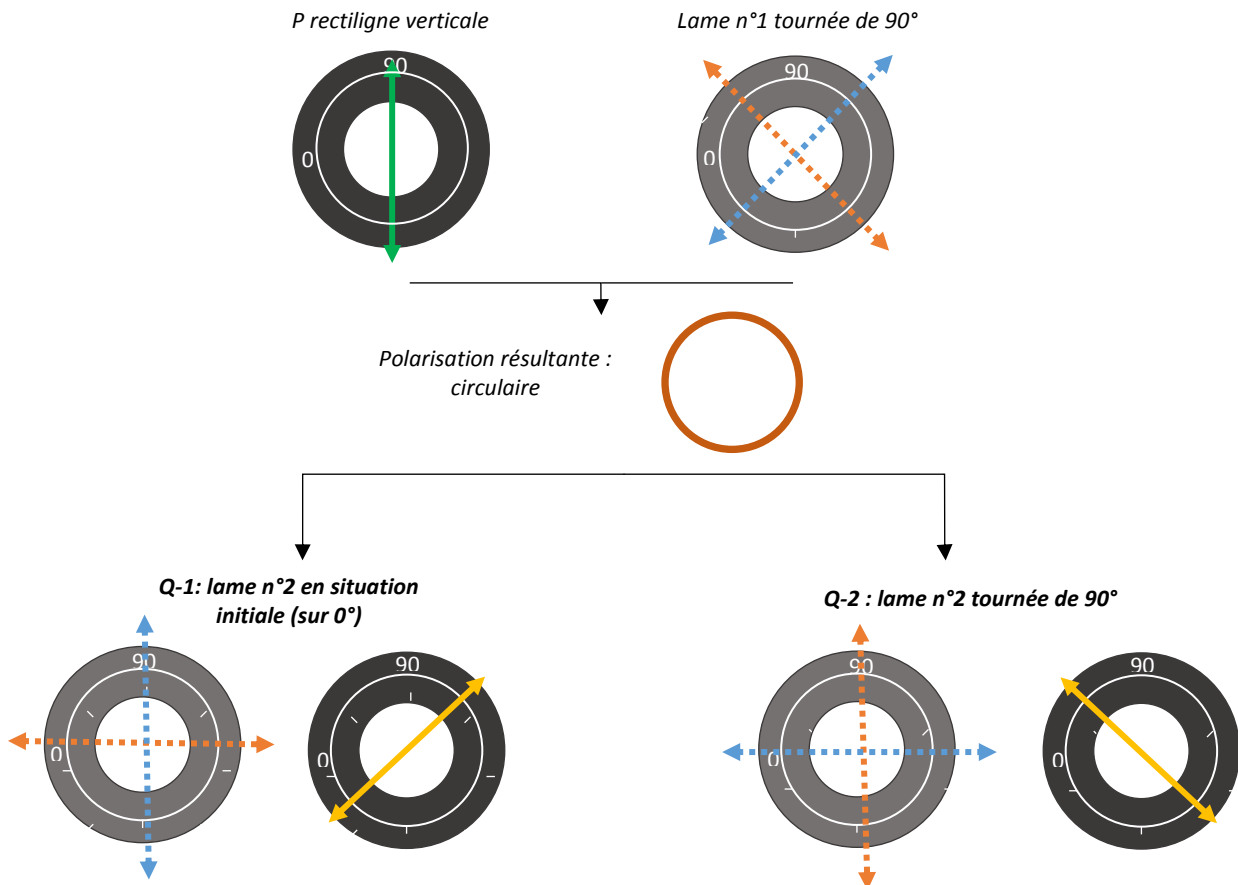 P rectiligne verticale
Lame n°1 tournée de 90°
90
0
90
0
Polarisation résultante :
circulaire
Q-1: lame n°2 en situation
initiale (sur 0°)
Q-2 : lame n°2 tournée de 90°
90
0
90
0
90
0
90
0